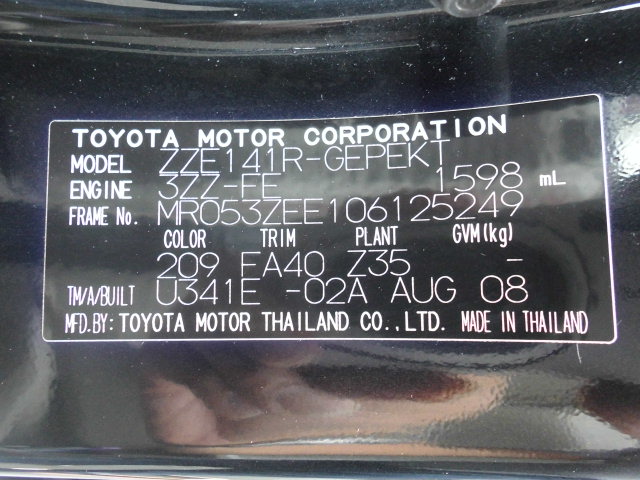 TOYOTA MOTOR CORPORATION
MODEL ZZE141R-GEPEKT
ENGINE 3ZZ-FE 1598 mL
FRAME No. MR053ZEE106125249
COLOR TRIM PLANT GVM(kg)
209 FA40 Z35 -
TM/A/BUILT U341E -02A AUG 08
MFD.BY: TOYOTA MOTOR THAILAND CO.,LTD. MADE IN THAILAND